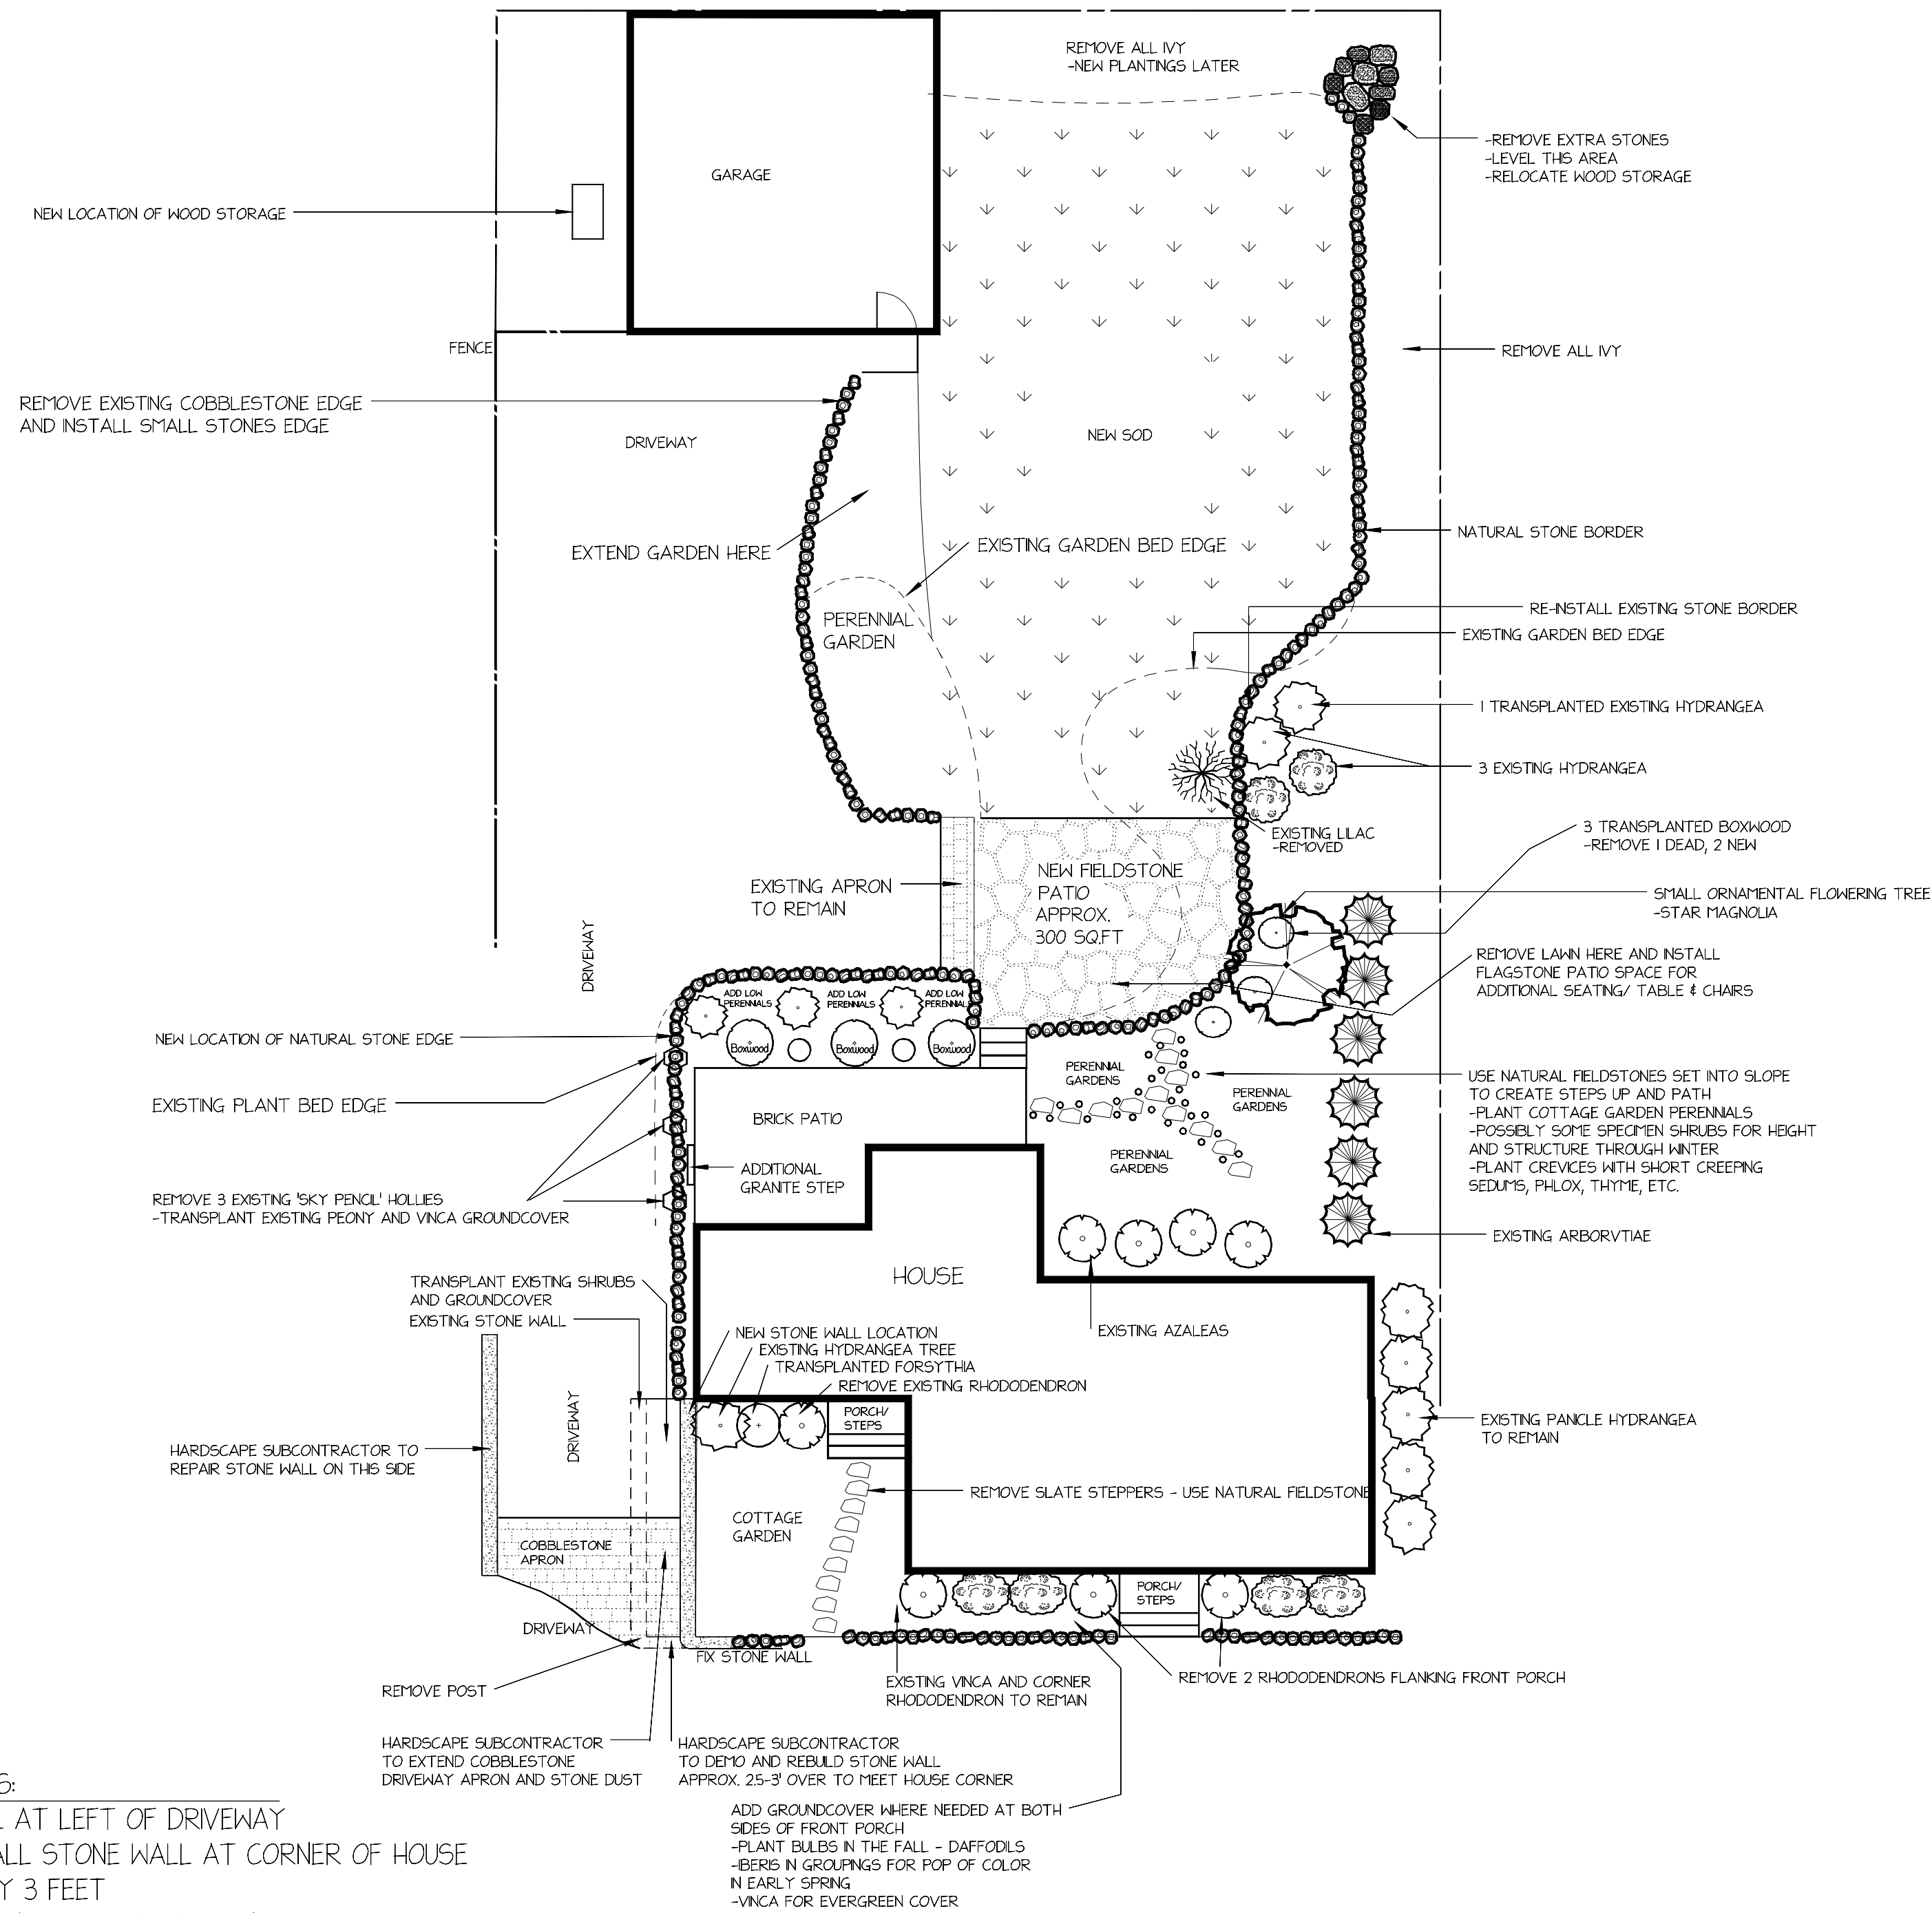 REMOVE ALL IVY
-NEW PLANTINGS LATER
-REMOVE EXTRA STONES
-LEVEL THIS AREA
-RELOCATE WOOD STORAGE
GARAGE
NEW LOCATION OF WOOD STORAGE
FENCE
REMOVE ALL IVY
REMOVE EXISTING COBBLESTONE EDGE
AND INSTALL SMALL STONES EDGE
DRIVEWAY
NEW SOD
NATURAL STONE BORDER
EXTEND GARDEN HERE
EXISTING GARDEN BED EDGE
RE-INSTALL EXISTING STONE BORDER
EXISTING GARDEN BED EDGE
PERENNIAL
GARDEN
1 TRANSPLANTED EXISTING HYDRANGEA
3 EXISTING HYDRANGEA
EXISTING LILAC
-REMOVED
3 TRANSPLANTED BOXWOOD
-REMOVE 1 DEAD, 2 NEW
NEW FIELDSTONE
PATIO
APPROX.
300 SQ.FT
EXISTING APRON
TO REMAIN
SMALL ORNAMENTAL FLOWERING TREE
-STAR MAGNOLIA
DRIVEWAY
REMOVE LAWN HERE AND INSTALL
FLAGSTONE PATIO SPACE FOR
ADDITIONAL SEATING/ TABLE & CHAIRS
ADD LOW
PERENNIALS
ADD LOW
PERENNIALS
ADD LOW
PERENNIALS
NEW LOCATION OF NATURAL STONE EDGE
Boxwood
Boxwood
Boxwood
PERENNIAL
GARDENS
PERENNIAL
GARDENS
USE NATURAL FIELDSTONES SET INTO SLOPE
TO CREATE STEPS UP AND PATH
-PLANT COTTAGE GARDEN PERENNIALS
-POSSIBLY SOME SPECIMEN SHRUBS FOR HEIGHT
AND STRUCTURE THROUGH WINTER
-PLANT CREVICES WITH SHORT CREEPING
SEDUMS, PHLOX, THYME, ETC.
EXISTING PLANT BED EDGE
BRICK PATIO
PERENNIAL
GARDENS
ADDITIONAL
GRANITE STEP
REMOVE 3 EXISTING 'SKY PENCIL' HOLLIES
-TRANSPLANT EXISTING PEONY AND VINCA GROUNDCOVER
EXISTING ARBORVTIAE
HOUSE
TRANSPLANT EXISTING SHRUBS
AND GROUNDCOVER
EXISTING STONE WALL
EXISTING AZALEAS
NEW STONE WALL LOCATION
EXISTING HYDRANGEA TREE
TRANSPLANTED FORSYTHIA
REMOVE EXISTING RHODODENDRON
PORCH/
STEPS
EXISTING PANICLE HYDRANGEA
TO REMAIN
DRIVEWAY
HARDSCAPE SUBCONTRACTOR TO
REPAIR STONE WALL ON THIS SIDE
REMOVE SLATE STEPPERS - USE NATURAL FIELDSTONE
COTTAGE
GARDEN
COBBLESTONE
APRON
PORCH/
STEPS
DRIVEWAY
FIX STONE WALL
EXISTING VINCA AND CORNER
RHODODENDRON TO REMAIN
REMOVE 2 RHODODENDRONS FLANKING FRONT PORCH
REMOVE POST
HARDSCAPE SUBCONTRACTOR
TO EXTEND COBBLESTONE
DRIVEWAY APRON AND STONE DUST
HARDSCAPE SUBCONTRACTOR
TO DEMO AND REBUILD STONE WALL
APPROX. 2.5-3' OVER TO MEET HOUSE CORNER
ADD GROUNDCOVER WHERE NEEDED AT BOTH
SIDES OF FRONT PORCH
-PLANT BULBS IN THE FALL - DAFFODILS
-IBERIS IN GROUPINGS FOR POP OF COLOR
IN EARLY SPRING
-VINCA FOR EVERGREEN COVER
S:
AT LEFT OF DRIVEWAY
ALL STONE WALL AT CORNER OF HOUSE
Y 3 FEET